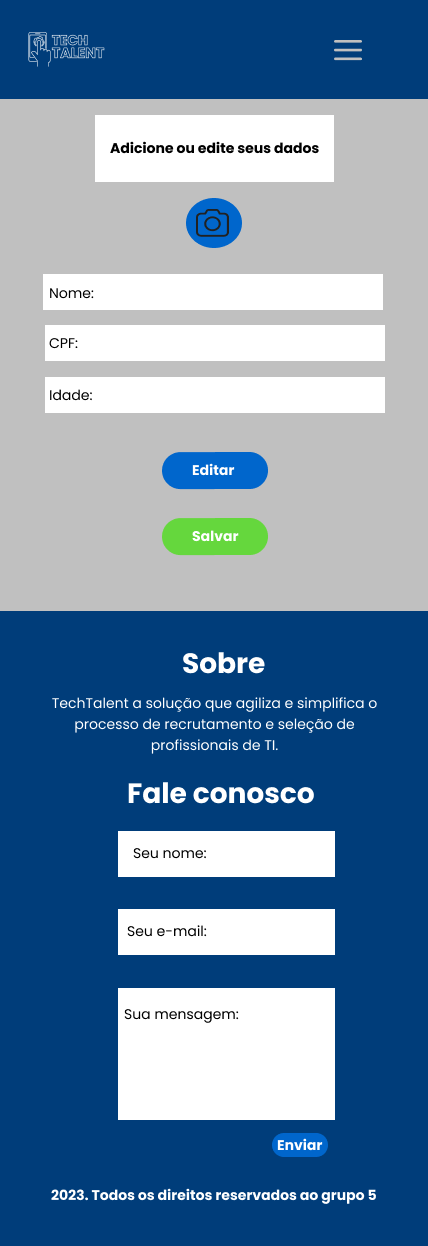 TECH
TALENT
Adicione ou edite seus dados
Nome:
CPF:
Idade:
Editar
Salvar
Sobre
TechTalent a solução que agiliza e simplifica o
processo de recrutamento e seleção de
profissionais de TI.
Fale conosco
Seu nome:
Seu e-mail:
Sua mensagem:
Enviar
2023. Todos os direitos reservados ao grupo 5